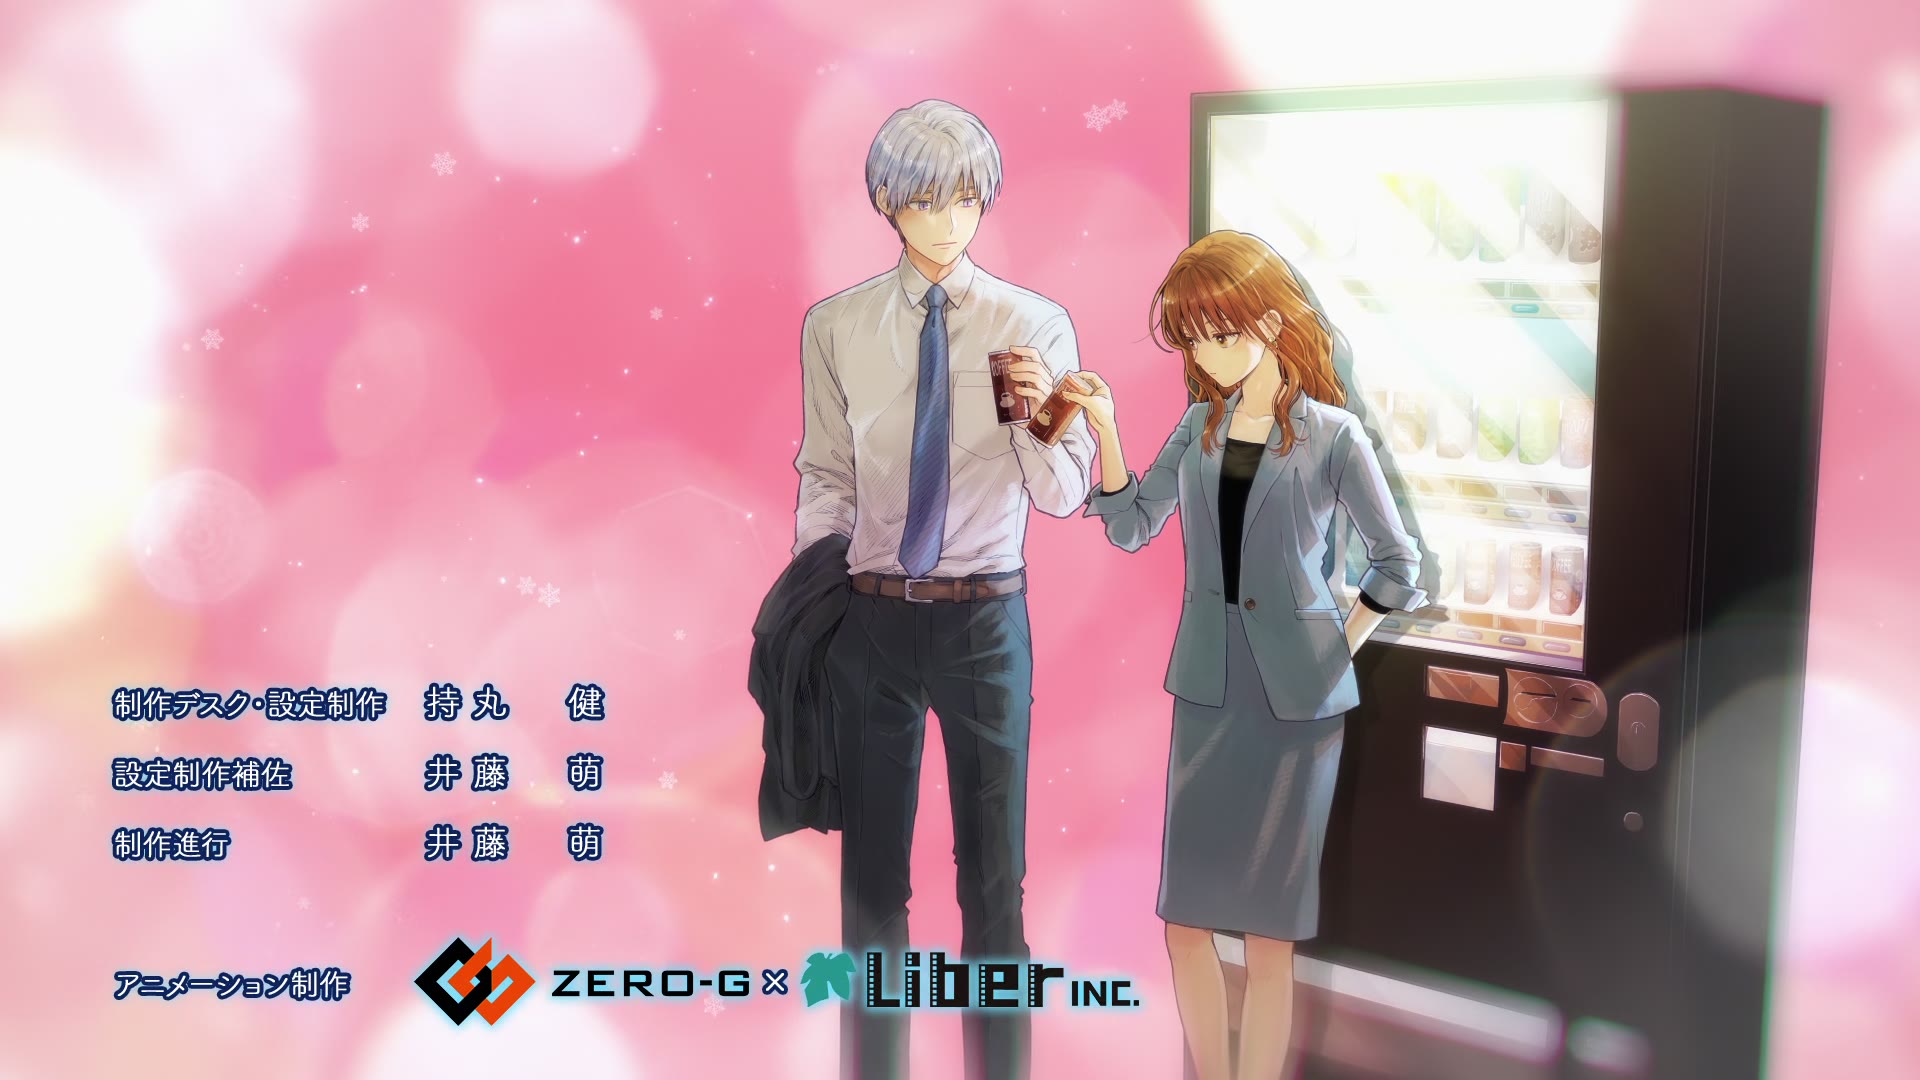 COFFEE
制作デスク・設定制作 持丸 健
設定制作補佐 井藤 萌
制作進行 井藤 萌
アニメーション制作 ZERO-G × Liber INC.